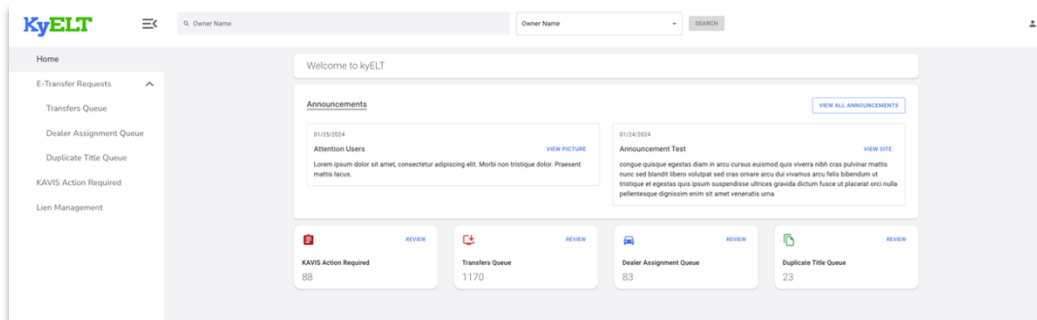 KyELT
Owner Name
Owner Name
SEARCH
Home
E-Transfer Requests
Transfers Queue
Dealer Assignment Queue
Duplicate Title Queue
KAVIS Action Required
Lien Management
Welcome to kyELT
Announcements
VIEW ALL ANNOUNCEMENTS
01/25/2024
Attention Users
VIEW PICTURE
Lorem ipsum dolor sit amet, consectetur adipiscing elit. Morbi non tristique dolor. Praesent
mattis lacus.
01/24/2024
Announcement Test
VIEW SITE
congue quisque egestas diam in arcu cursus euismod quis viverra nibh cras pulvinar mattis
nunc sed blandit libero volutpat sed cras ornare arcu dui vivamus arcu felis bibendum ut
tristique et egestas quis ipsum suspendisse ultrices gravida dictum fusce ut placerat orci nulla
pellentesque dignissim enim sit amet venenatis urna
REVIEW
KAVIS Action Required
88
REVIEW
Transfers Queue
1170
REVIEW
Dealer Assignment Queue
83
REVIEW
Duplicate Title Queue
23